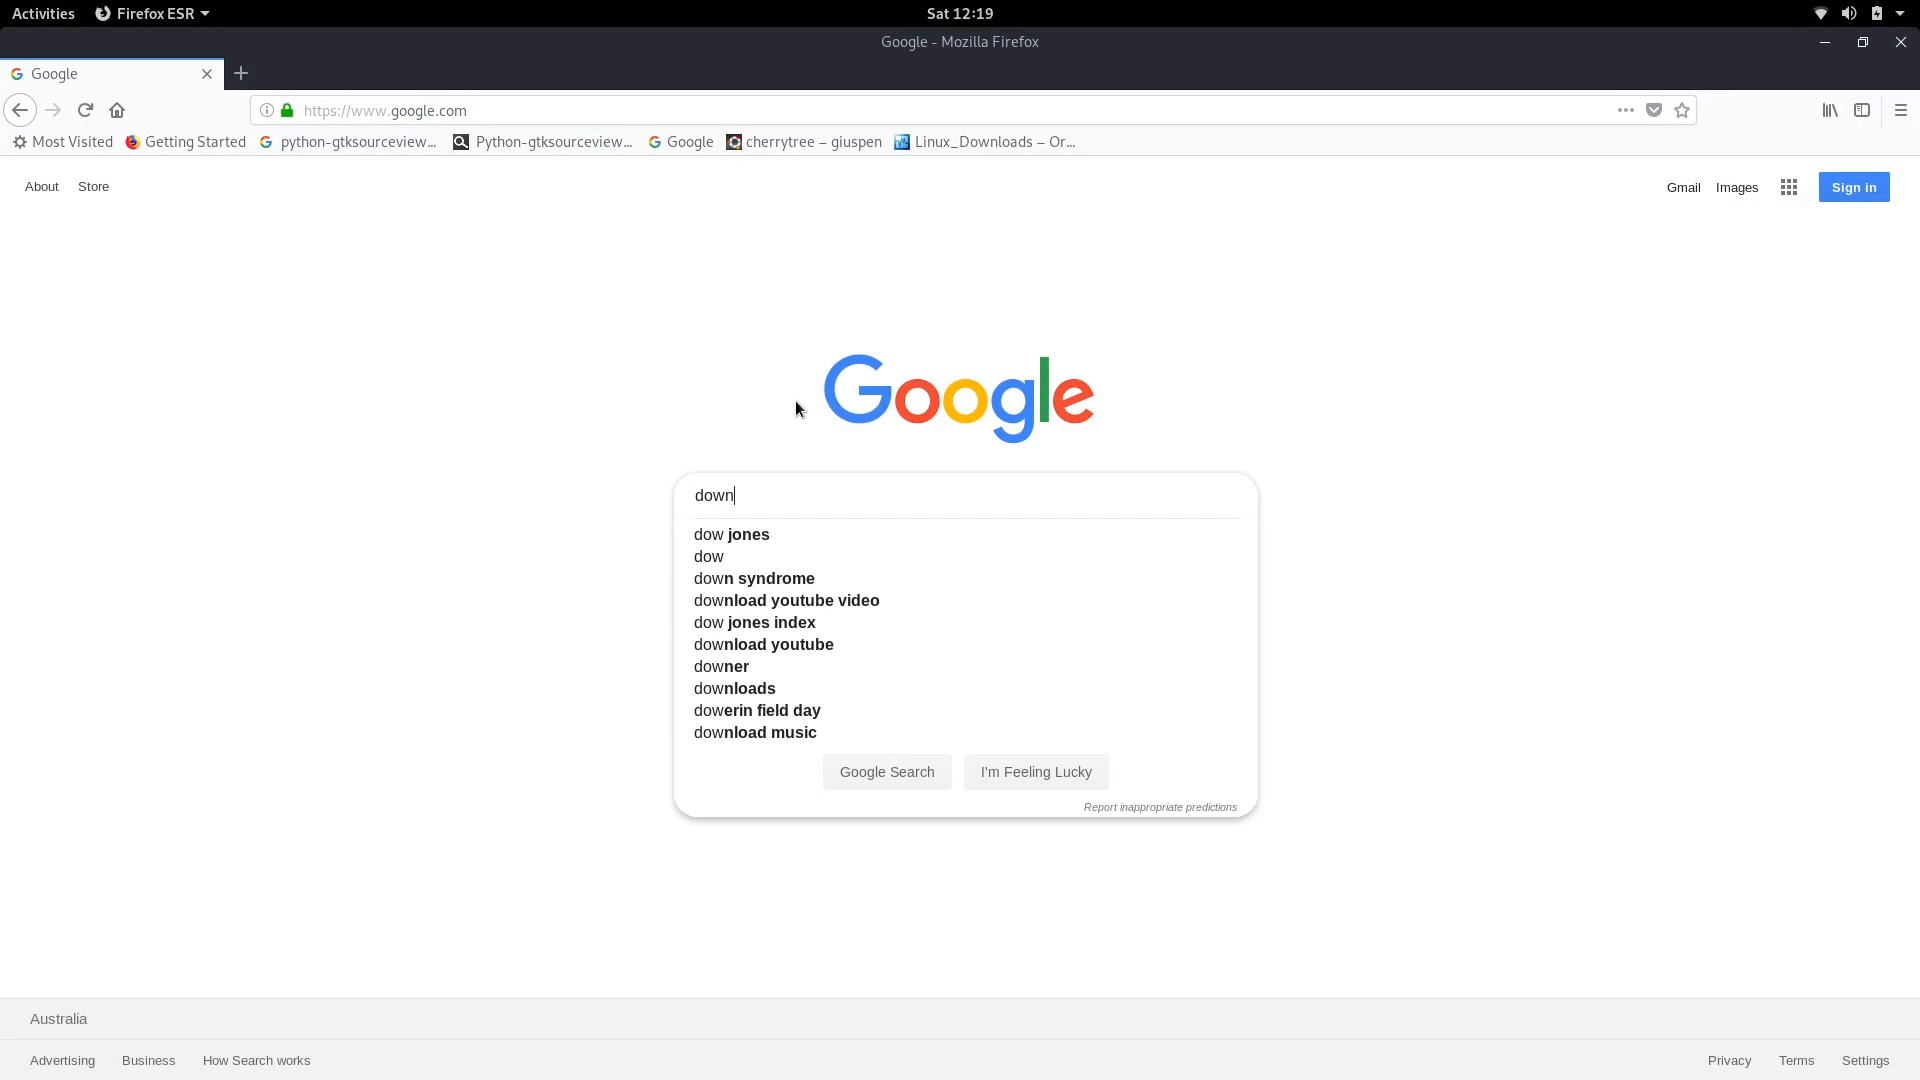 Activities Firefox ESR Sat 12:19
Google - Mozilla Firefox
Google
https://www.google.com
Most Visited Getting Started python-gtksourceview... Python-gtksourceview... Google cherrytree – giuspen Linux_Downloads – Or...
About Store Gmail Images Sign in
Google
down
dow jones
dow
down syndrome
download youtube video
dow jones index
download youtube
downer
downloads
dowerin field day
download music
Google Search I'm Feeling Lucky
Report inappropriate predictions
Australia
Advertising Business How Search works Privacy Terms Settings